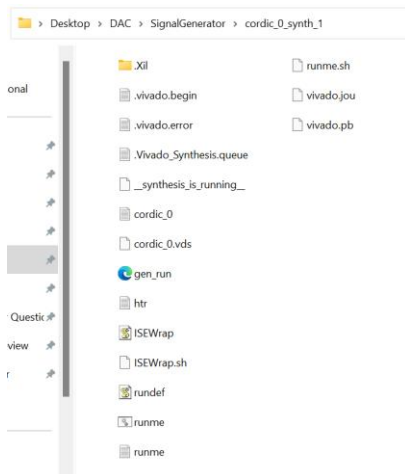 Desktop > DAC > SignalGenerator > cordic_0_synth_1
.Xil
.vivado.begin
.vivado.error
.Vivado_Synthesis.queue
__synthesis_is_running__
cordic_0
cordic_0.vds
gen_run
htr
ISEWrap
ISEWrap.sh
rundef
runme
runme
runme.sh
vivado.jou
vivado.pb
onal
Questic
view
r